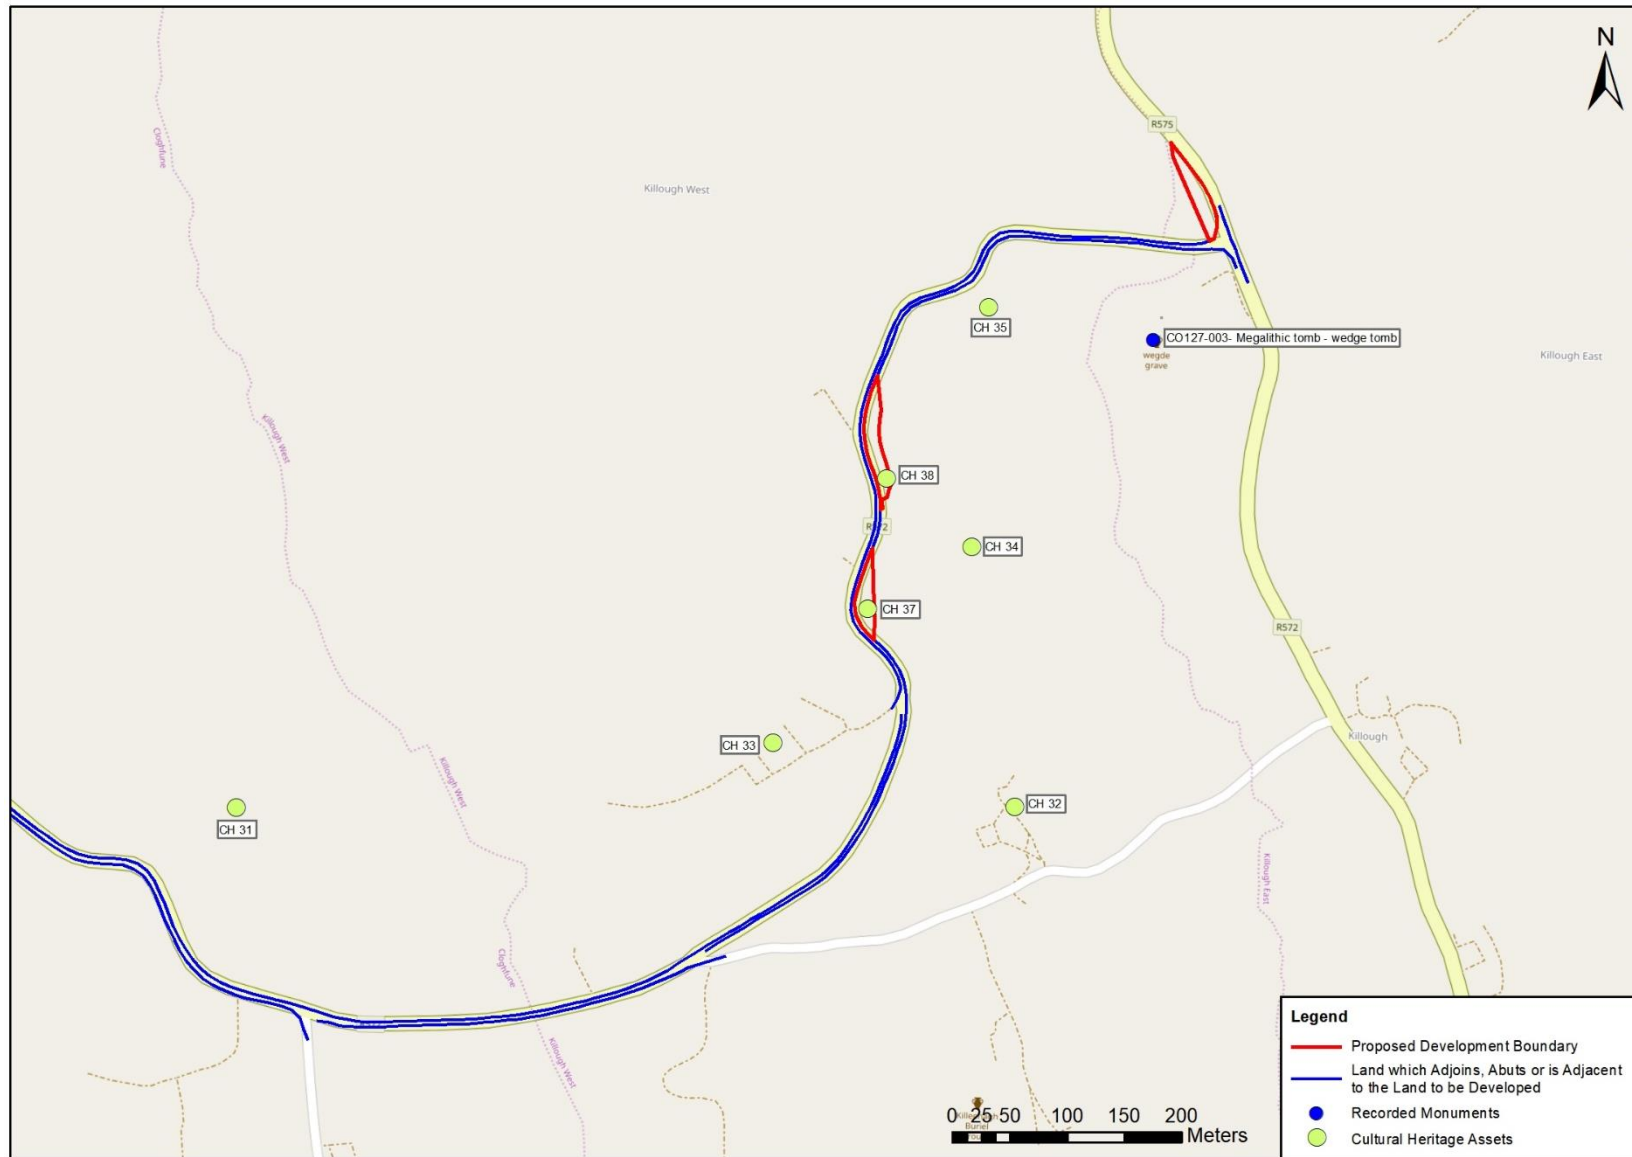 N
R575
Cloghfune
Killough West
CH 35
CO127-003- Megalithic tomb - wedge tomb
wegde
grave
Killough East
Killough West
CH 38
CH 34
CH 37
R572
CH 33
Killough
Killough West
CH 31
CH 32
Killough East
Cloghfune
Killough West
Legend
Proposed Development Boundary
Land which Adjoins, Abuts or is Adjacent
to the Land to be Developed
Recorded Monuments
Cultural Heritage Assets
0 25 50 100 150 200
Meters
Burial